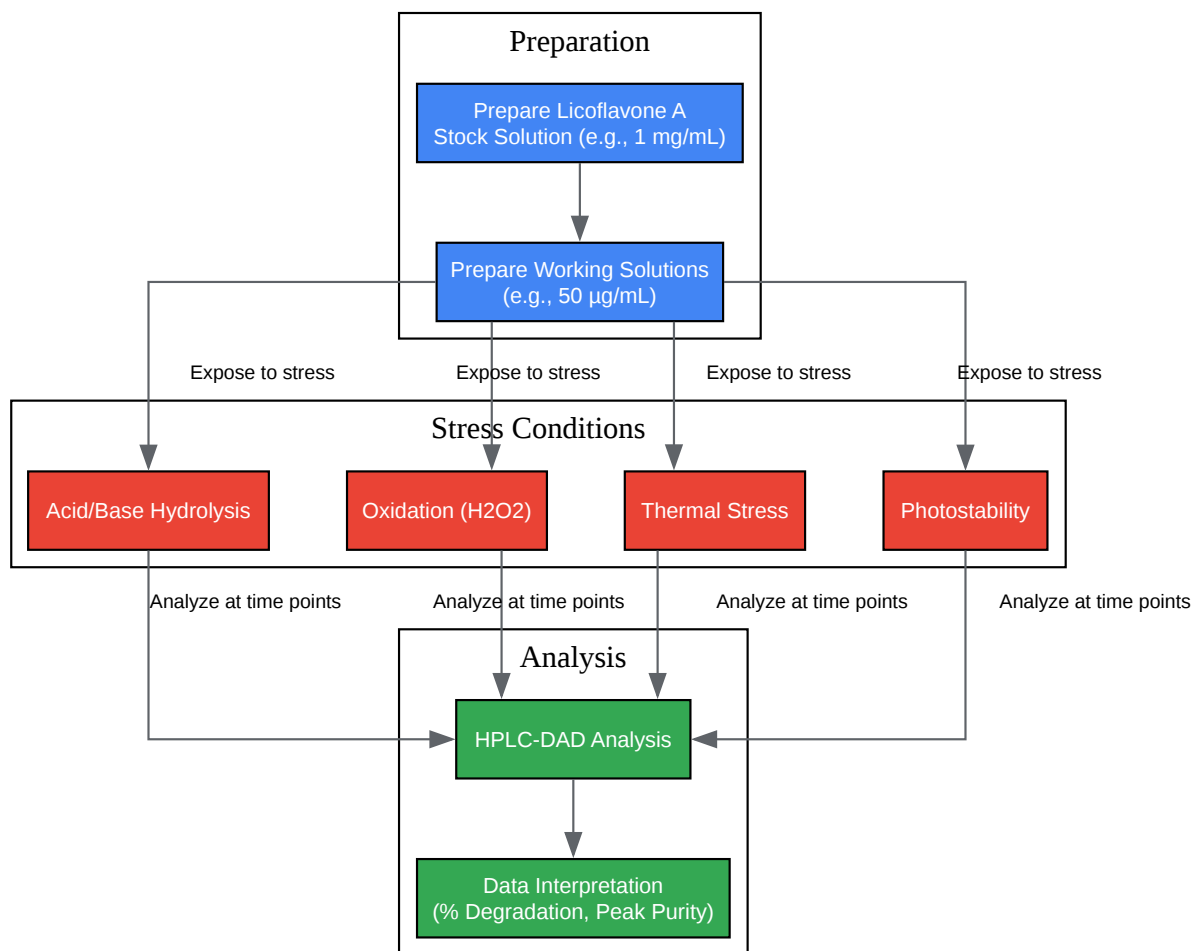 Preparation
Prepare Licoflavone A
Stock Solution (e.g., 1 mg/mL)
Prepare Working Solutions
(e.g., 50 µg/mL)
Expose to stress
Expose to stress
Expose to stress
Expose to stress
Stress Conditions
Acid/Base Hydrolysis
Oxidation (H2O2)
Thermal Stress
Photostability
Analyze at time points
Analyze at time points
Analyze at time points
Analyze at time points
Analysis
HPLC-DAD Analysis
Data Interpretation
(% Degradation, Peak Purity)